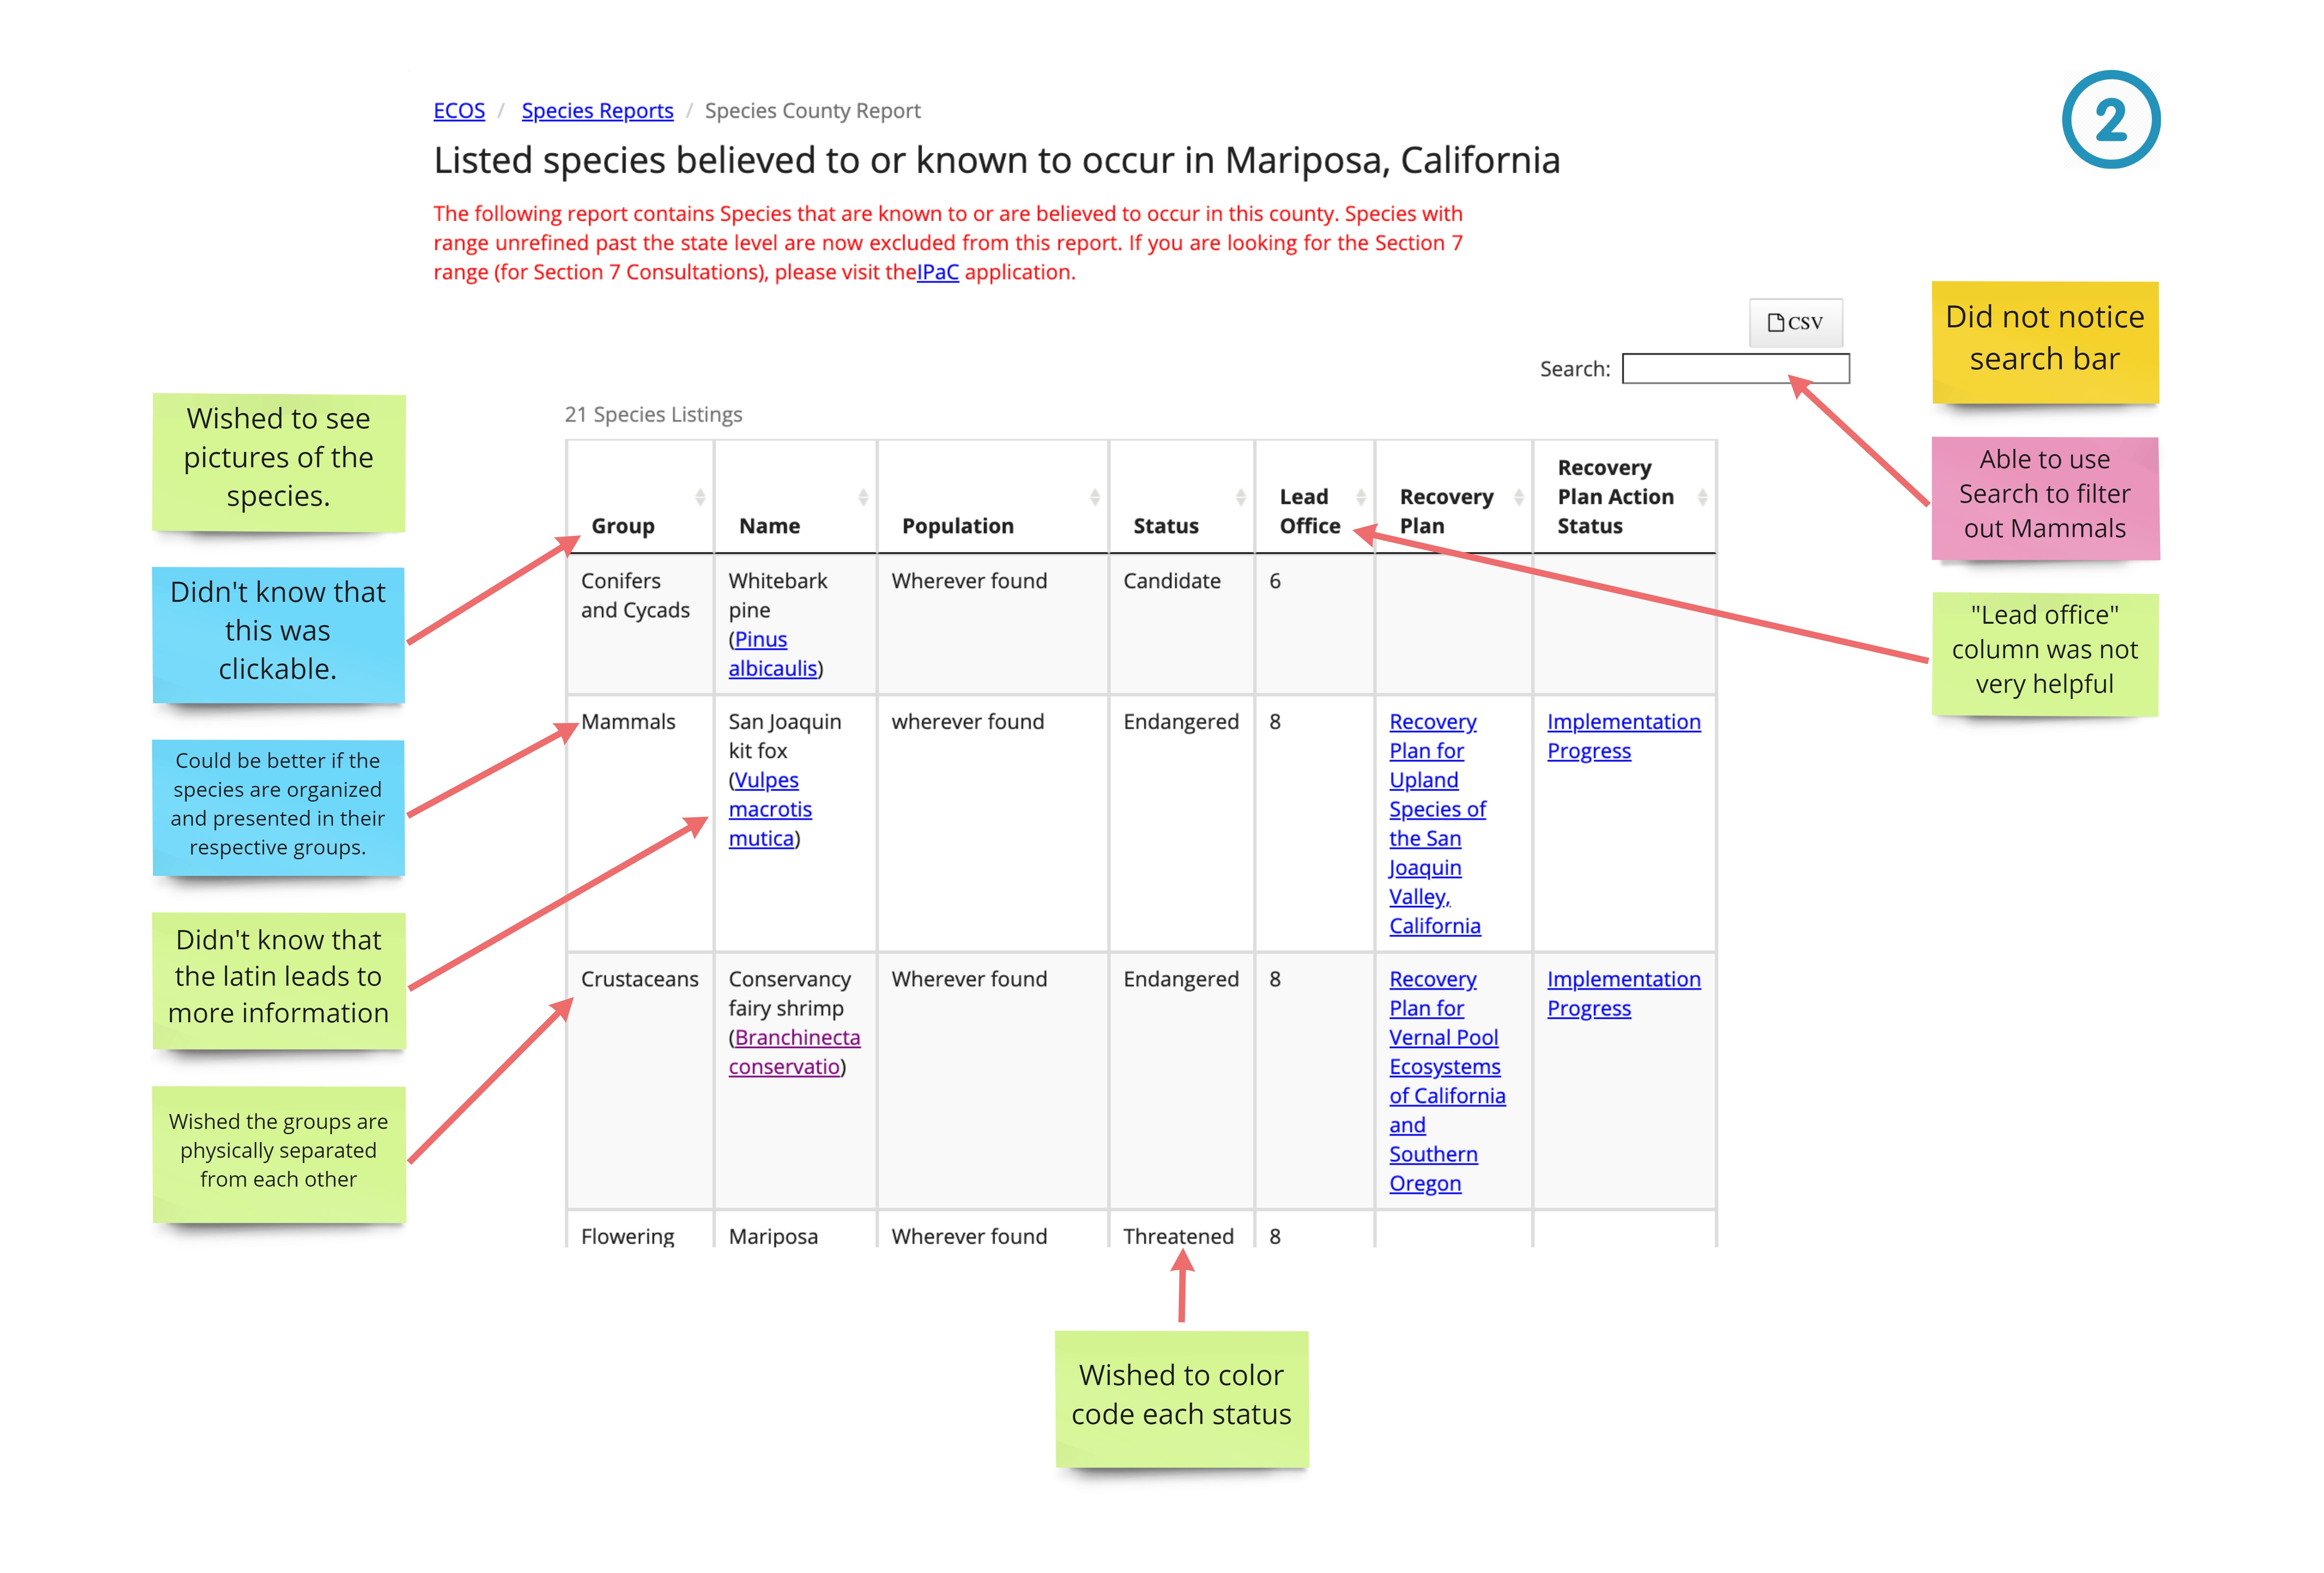 ECOS / Species Reports / Species County Report
2
Listed species believed to or known to occur in Mariposa, California
The following report contains Species that are known to or are believed to occur in this county. Species with
range unrefined past the state level are now excluded from this report. If you are looking for the Section 7
range (for Section 7 Consultations), please visit theIPaC application.
CSV
Search:
21 Species Listings
Group
Name
Population
Status
Lead
Office
Recovery
Plan
Recovery
Plan Action
Status
Conifers
and Cycads
Whitebark
pine
(Pinus
albicaulis)
Wherever found
Candidate
6
Mammals
San Joaquin
kit fox
(Vulpes
macrotis
mutica)
wherever found
Endangered
8
Recovery
Plan for
Upland
Species of
the San
Joaquin
Valley,
California
Implementation
Progress
Crustaceans
Conservancy
fairy shrimp
(Branchinecta
conservatio)
Wherever found
Endangered
8
Recovery
Plan for
Vernal Pool
Ecosystems
of California
and
Southern
Oregon
Implementation
Progress
Flowering
Mariposa
Wherever found
Threatened
8
Wished to see
pictures of the
species.
Didn't know that
this was
clickable.
Could be better if the
species are organized
and presented in their
respective groups.
Didn't know that
the latin leads to
more information
Wished the groups are
physically separated
from each other
Did not notice
search bar
Able to use
Search to filter
out Mammals
"Lead office"
column was not
very helpful
Wished to color
code each status